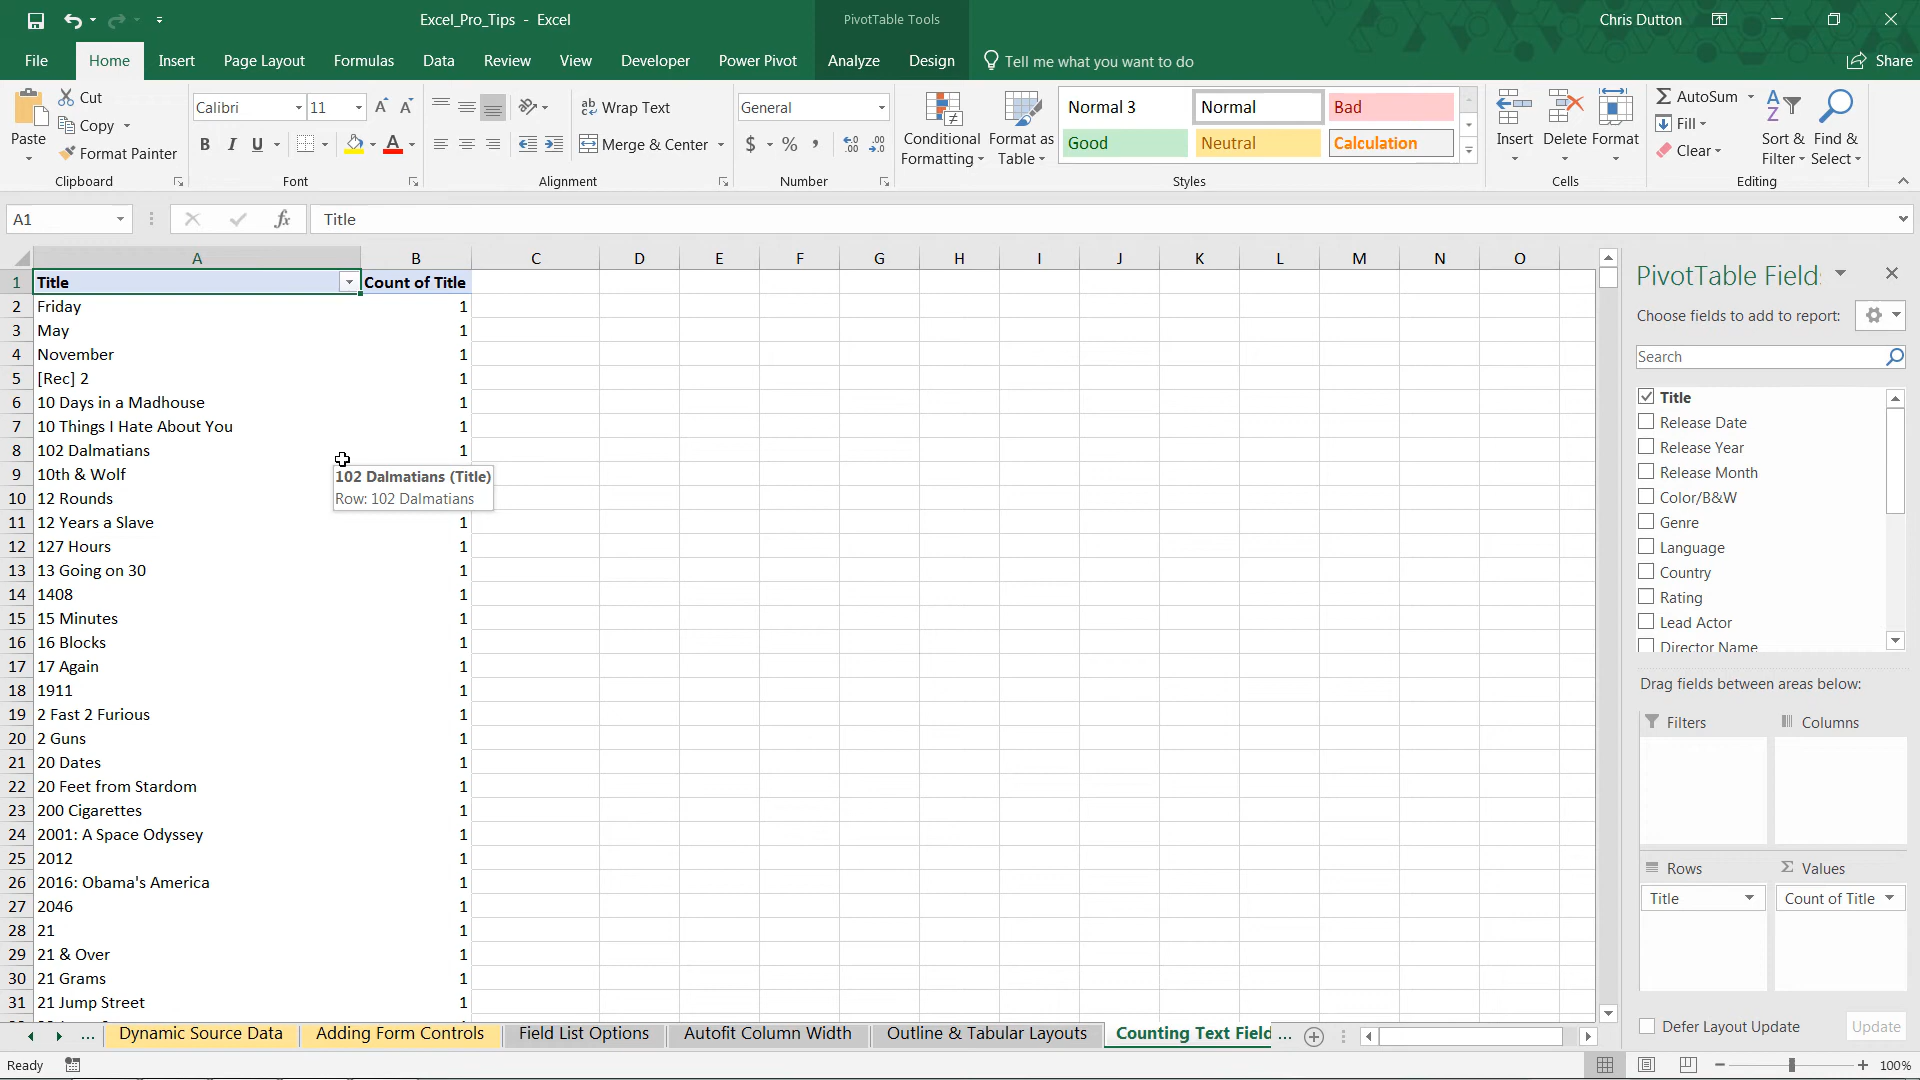 Excel_Pro_Tips - Excel
PivotTable Tools
Chris Dutton
File Home Insert Page Layout Formulas Data Review View Developer Power Pivot Analyze Design Tell me what you want to do Share
Paste
Cut
Copy
Format Painter
Clipboard
Calibri 11
B I U A
Font
ab Wrap Text
Merge & Center
Alignment
General
$ % ,
Number
Conditional Formatting
Format as Table
Normal 3 Normal Bad
Good Neutral Calculation
Styles
Insert Delete Format
Cells
AutoSum
Fill
Clear
Sort & Filter
Find & Select
Editing
A1 fx Title
A B C D E F G H I J K L M N O
1 Title Count of Title
2 Friday 1
3 May 1
4 November 1
5 [Rec] 2 1
6 10 Days in a Madhouse 1
7 10 Things I Hate About You 1
8 102 Dalmatians 1
9 10th & Wolf
102 Dalmatians (Title)
Row: 102 Dalmatians
10 12 Rounds
11 12 Years a Slave 1
12 127 Hours 1
13 13 Going on 30 1
14 1408 1
15 15 Minutes 1
16 16 Blocks 1
17 17 Again 1
18 1911 1
19 2 Fast 2 Furious 1
20 2 Guns 1
21 20 Dates 1
22 20 Feet from Stardom 1
23 200 Cigarettes 1
24 2001: A Space Odyssey 1
25 2012 1
26 2016: Obama's America 1
27 2046 1
28 21 1
29 21 & Over 1
30 21 Grams 1
31 21 Jump Street 1
PivotTable Field
Choose fields to add to report:
Search
Title
Release Date
Release Year
Release Month
Color/B&W
Genre
Language
Country
Rating
Lead Actor
Director Name
Drag fields between areas below:
Filters Columns
Rows Values
Title Count of Title
Defer Layout Update Update
... Dynamic Source Data Adding Form Controls Field List Options Autofit Column Width Outline & Tabular Layouts Counting Text Field ...
Ready 100%